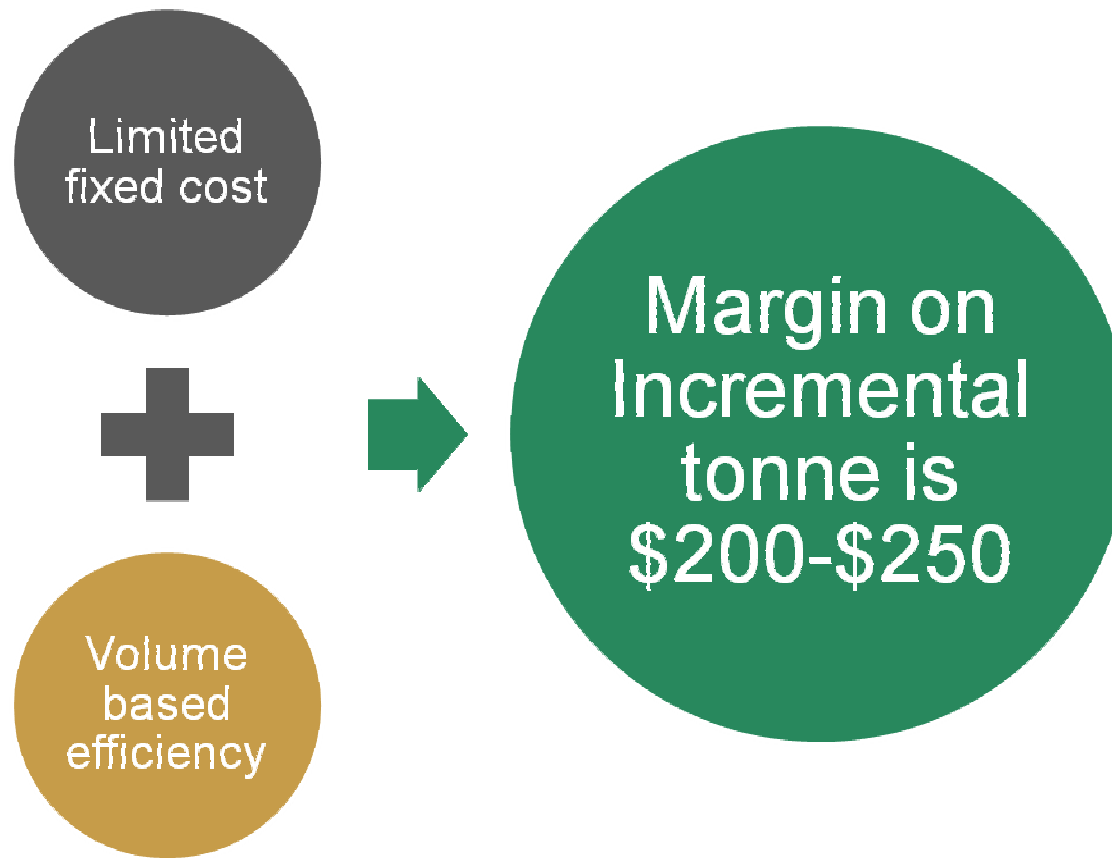 Limited
fixed cost
Volume
based
efficiency
Margin on
Incremental
tonne is
$200-$250